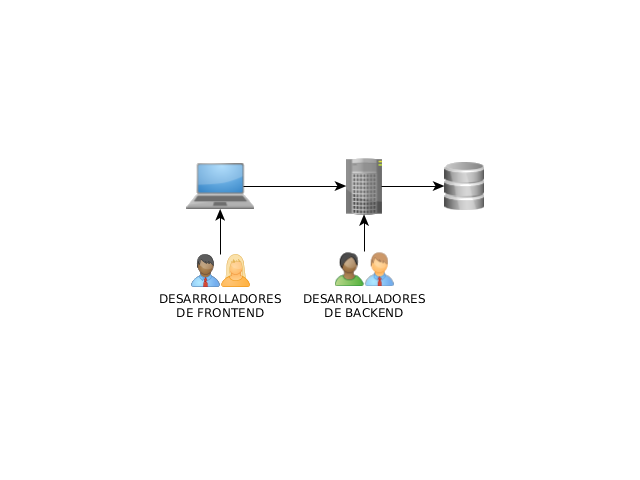 DESARROLLADORES
DE FRONTEND
DESARROLLADORES
DE BACKEND